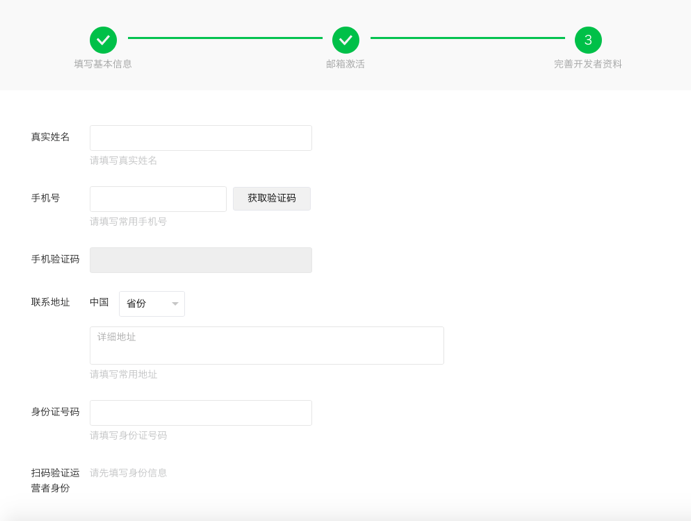 3
填写基本信息
邮箱激活
完善开发者资料
真实姓名
请填写真实姓名
手机号
获取验证码
请填写常用手机号
手机验证码
联系地址 中国 省份
详细地址
请填写常用地址
身份证号码
请填写身份证号码
扫码验证运 请先填写身份信息
营者身份